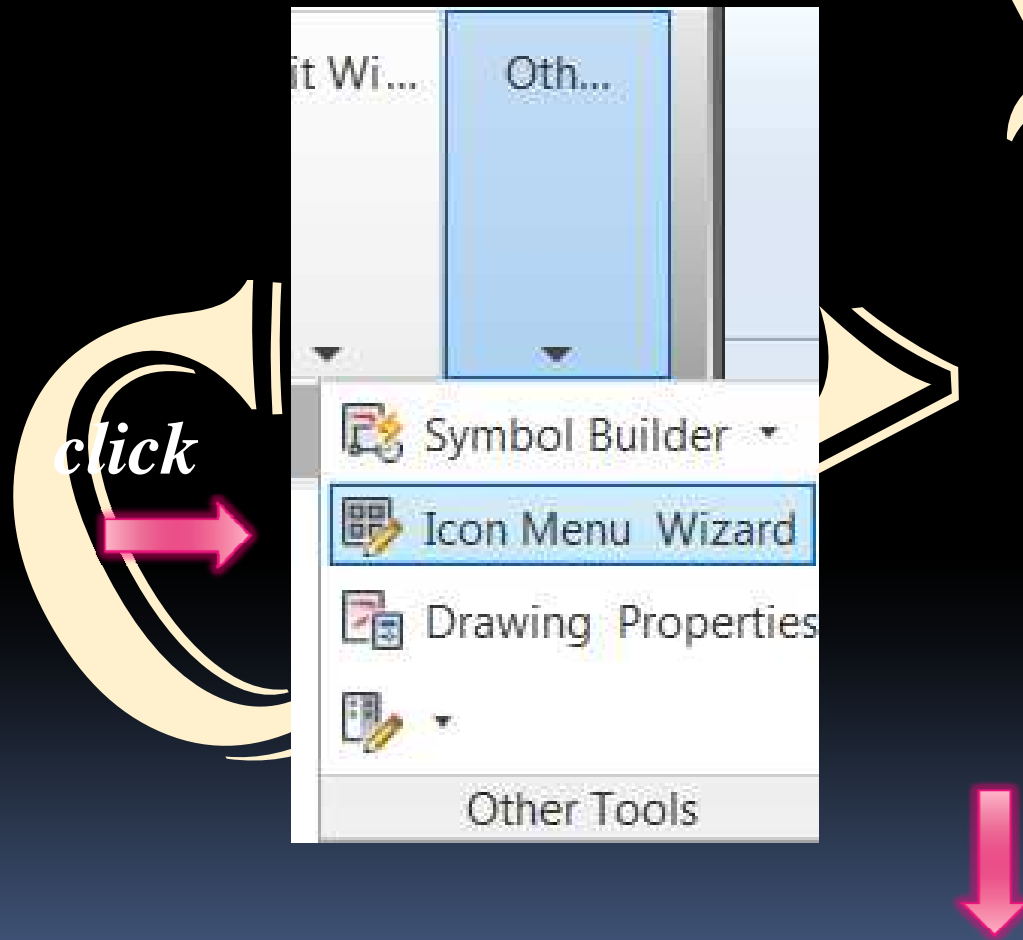 it Wi... Oth...
Symbol Builder
click
Icon Menu Wizard
Drawing Properties
Other Tools